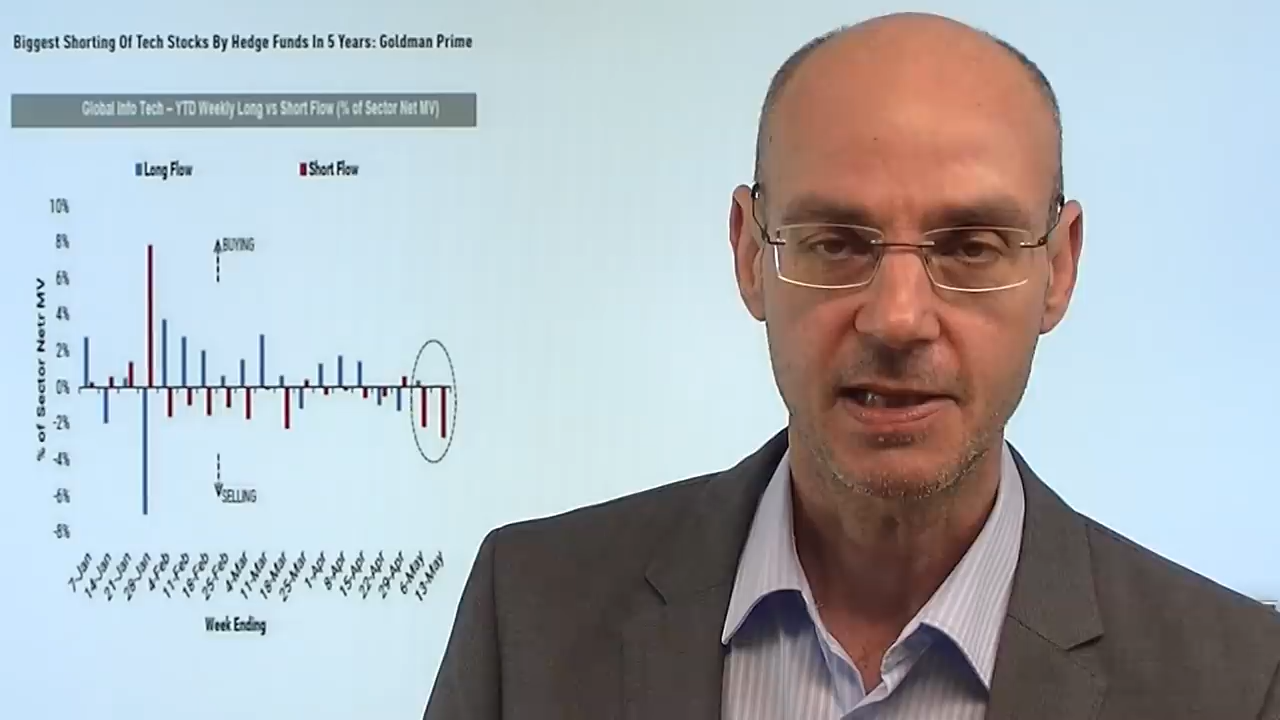 Biggest Shorting Of Tech Stocks By Hedge Funds In 5 Years: Goldman Prime
Global Info Tech – YTD Weekly Long vs Short Flow (% of Sector Net MV)
Long Flow
Short Flow
10%
8%
6%
4%
2%
0%
-2%
-4%
-6%
-8%
% of Sector Netr MV
BUYING
SELLING
7-Jan
14-Jan
21-Jan
28-Jan
4-Feb
11-Feb
18-Feb
25-Feb
4-Mar
11-Mar
18-Mar
25-Mar
1-Apr
8-Apr
15-Apr
22-Apr
29-Apr
6-May
13-May
Week Ending